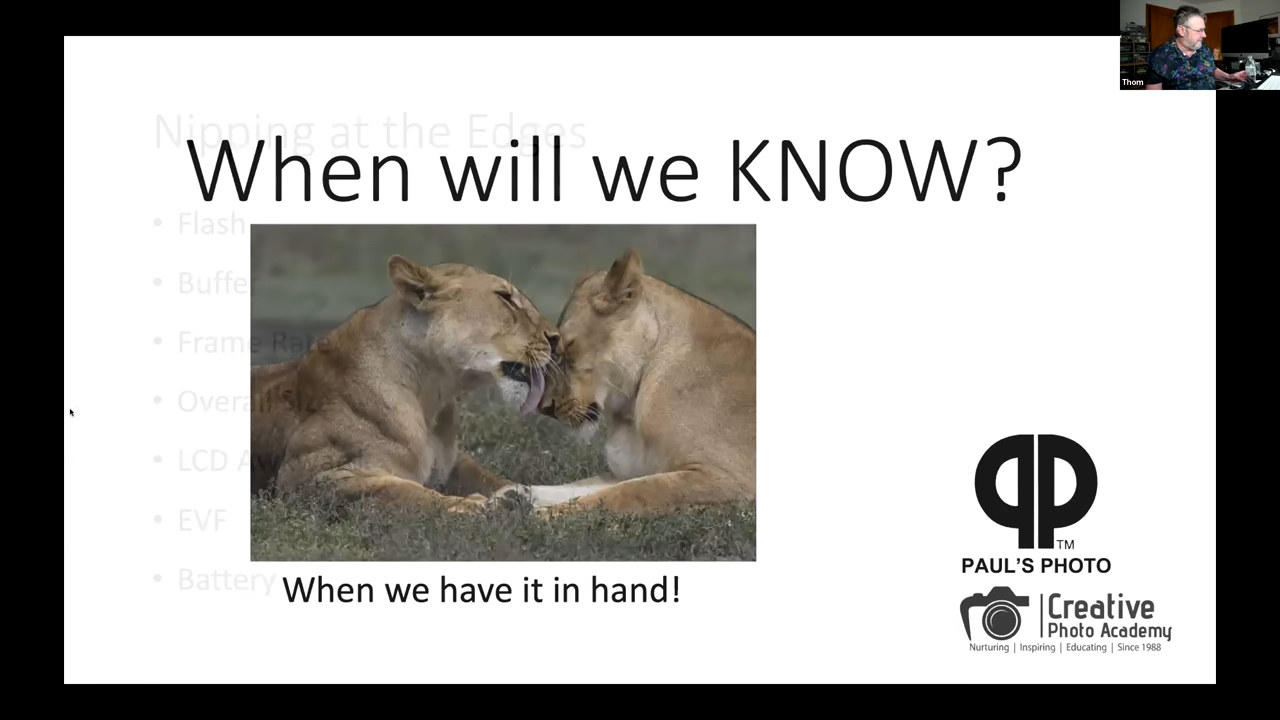 Thom
Nipping at the Edges
When will we KNOW?
• Flash
• Buffer
• Frame Rate
• Overall Size
• LCD
• EVF
• Battery
When we have it in hand!
TM
PAUL'S PHOTO
Creative
Photo Academy
Nurturing | Inspiring | Educating | Since 1988